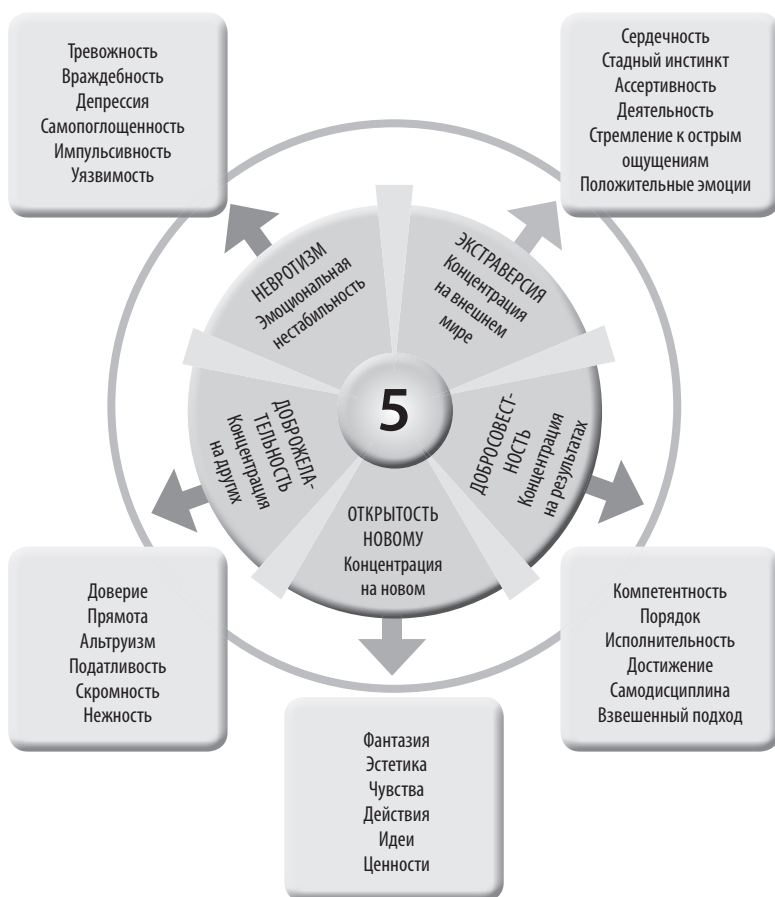 Тревожность
Враждебность
Депрессия
Самопоглощенность
Импульсивность
Уязвимость
Сердечность
Стадный инстинкт
Ассертивность
Деятельность
Стремление к острым
ощущениям
Положительные эмоции
НЕВРОТИЗМ
Эмоциональная
нестабильность
ЭКСТРАВЕРСИЯ
Концентрация
на внешнем
мире
5
ДОБРОЖЕЛА-
ТЕЛЬНОСТЬ
Концентрация
на других
ДОБРОСОВЕСТ-
НОСТЬ
Концентрация
на результатах
ОТКРЫТОСТЬ
НОВОМУ
Концентрация
на новом
Доверие
Прямота
Альтруизм
Податливость
Скромность
Нежность
Компетентность
Порядок
Исполнительность
Достижение
Самодисциплина
Взвешенный подход
Фантазия
Эстетика
Чувства
Действия
Идеи
Ценности